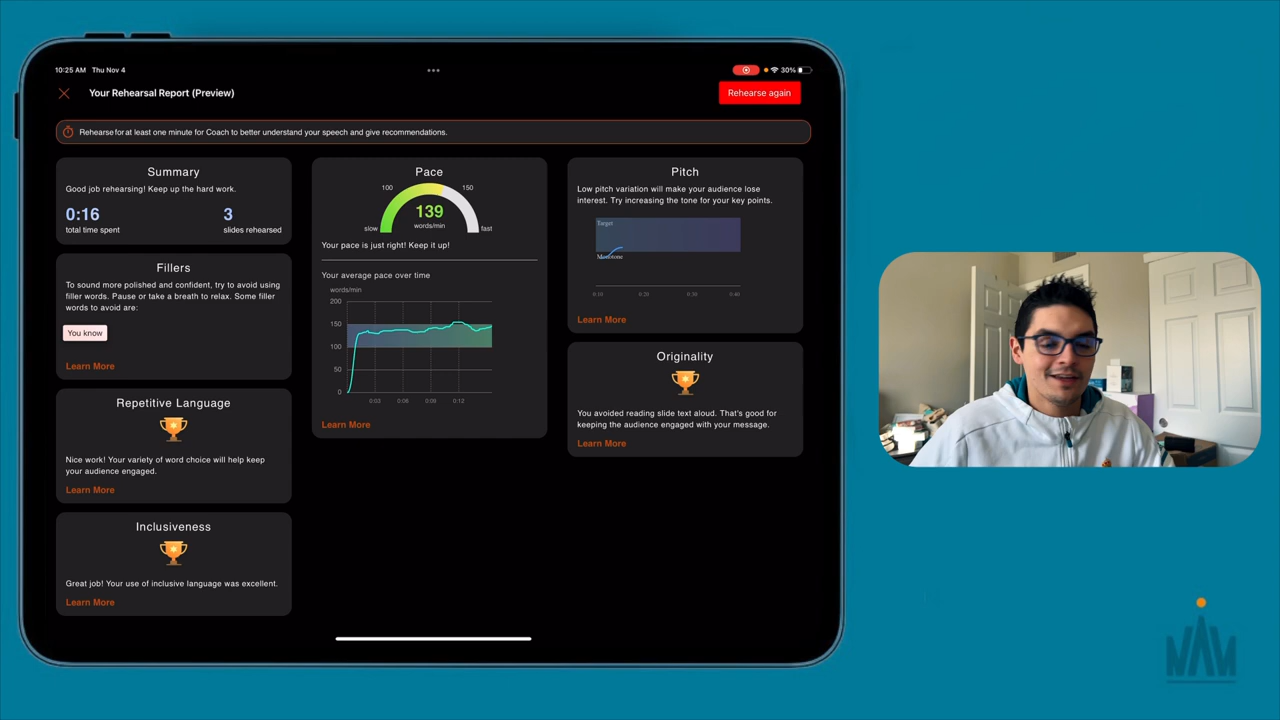 10:25 AM Thu Nov 4
30%
Your Rehearsal Report (Preview)
Rehearse again
Rehearse for at least one minute for Coach to better understand your speech and give recommendations.
Summary
Good job rehearsing! Keep up the hard work.
0:16
3
total time spent
slides rehearsed
Fillers
To sound more polished and confident, try to avoid using
filler words. Pause or take a breath to relax. Some filler
words to avoid are:
You know
Learn More
Repetitive Language
Nice work! Your variety of word choice will help keep
your audience engaged.
Learn More
Inclusiveness
Great job! Your use of inclusive language was excellent.
Learn More
Pace
100
150
139
words/min
slow
fast
Your pace is just right! Keep it up!
Your average pace over time
words/min
200
150
100
50
0
0:03 0:06 0:09 0:12
Learn More
Pitch
Low pitch variation will make your audience lose
interest. Try increasing the tone for your key points.
Target
Monotone
0:10 0:20 0:30 0:40
Learn More
Originality
You avoided reading slide text aloud. That's good for
keeping the audience engaged with your message.
Learn More